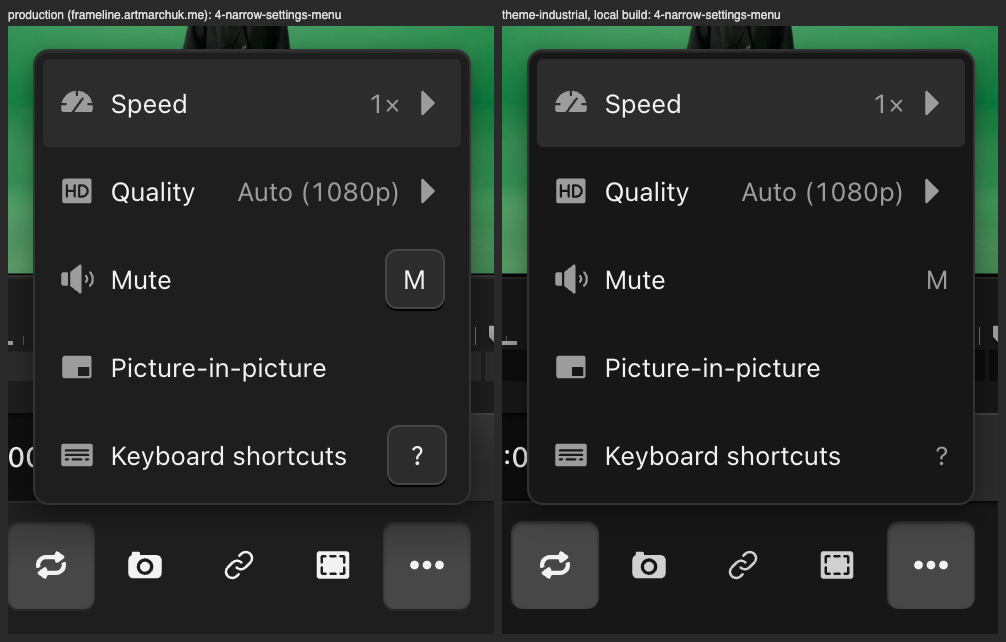 production (frameline.artmarchuk.me): 4-narrow-settings-menu
Speed 1×
HD Quality Auto (1080p)
Mute M
Picture-in-picture
Keyboard shortcuts ?
theme-industrial, local build: 4-narrow-settings-menu
Speed 1×
HD Quality Auto (1080p)
Mute M
Picture-in-picture
Keyboard shortcuts ?
:0